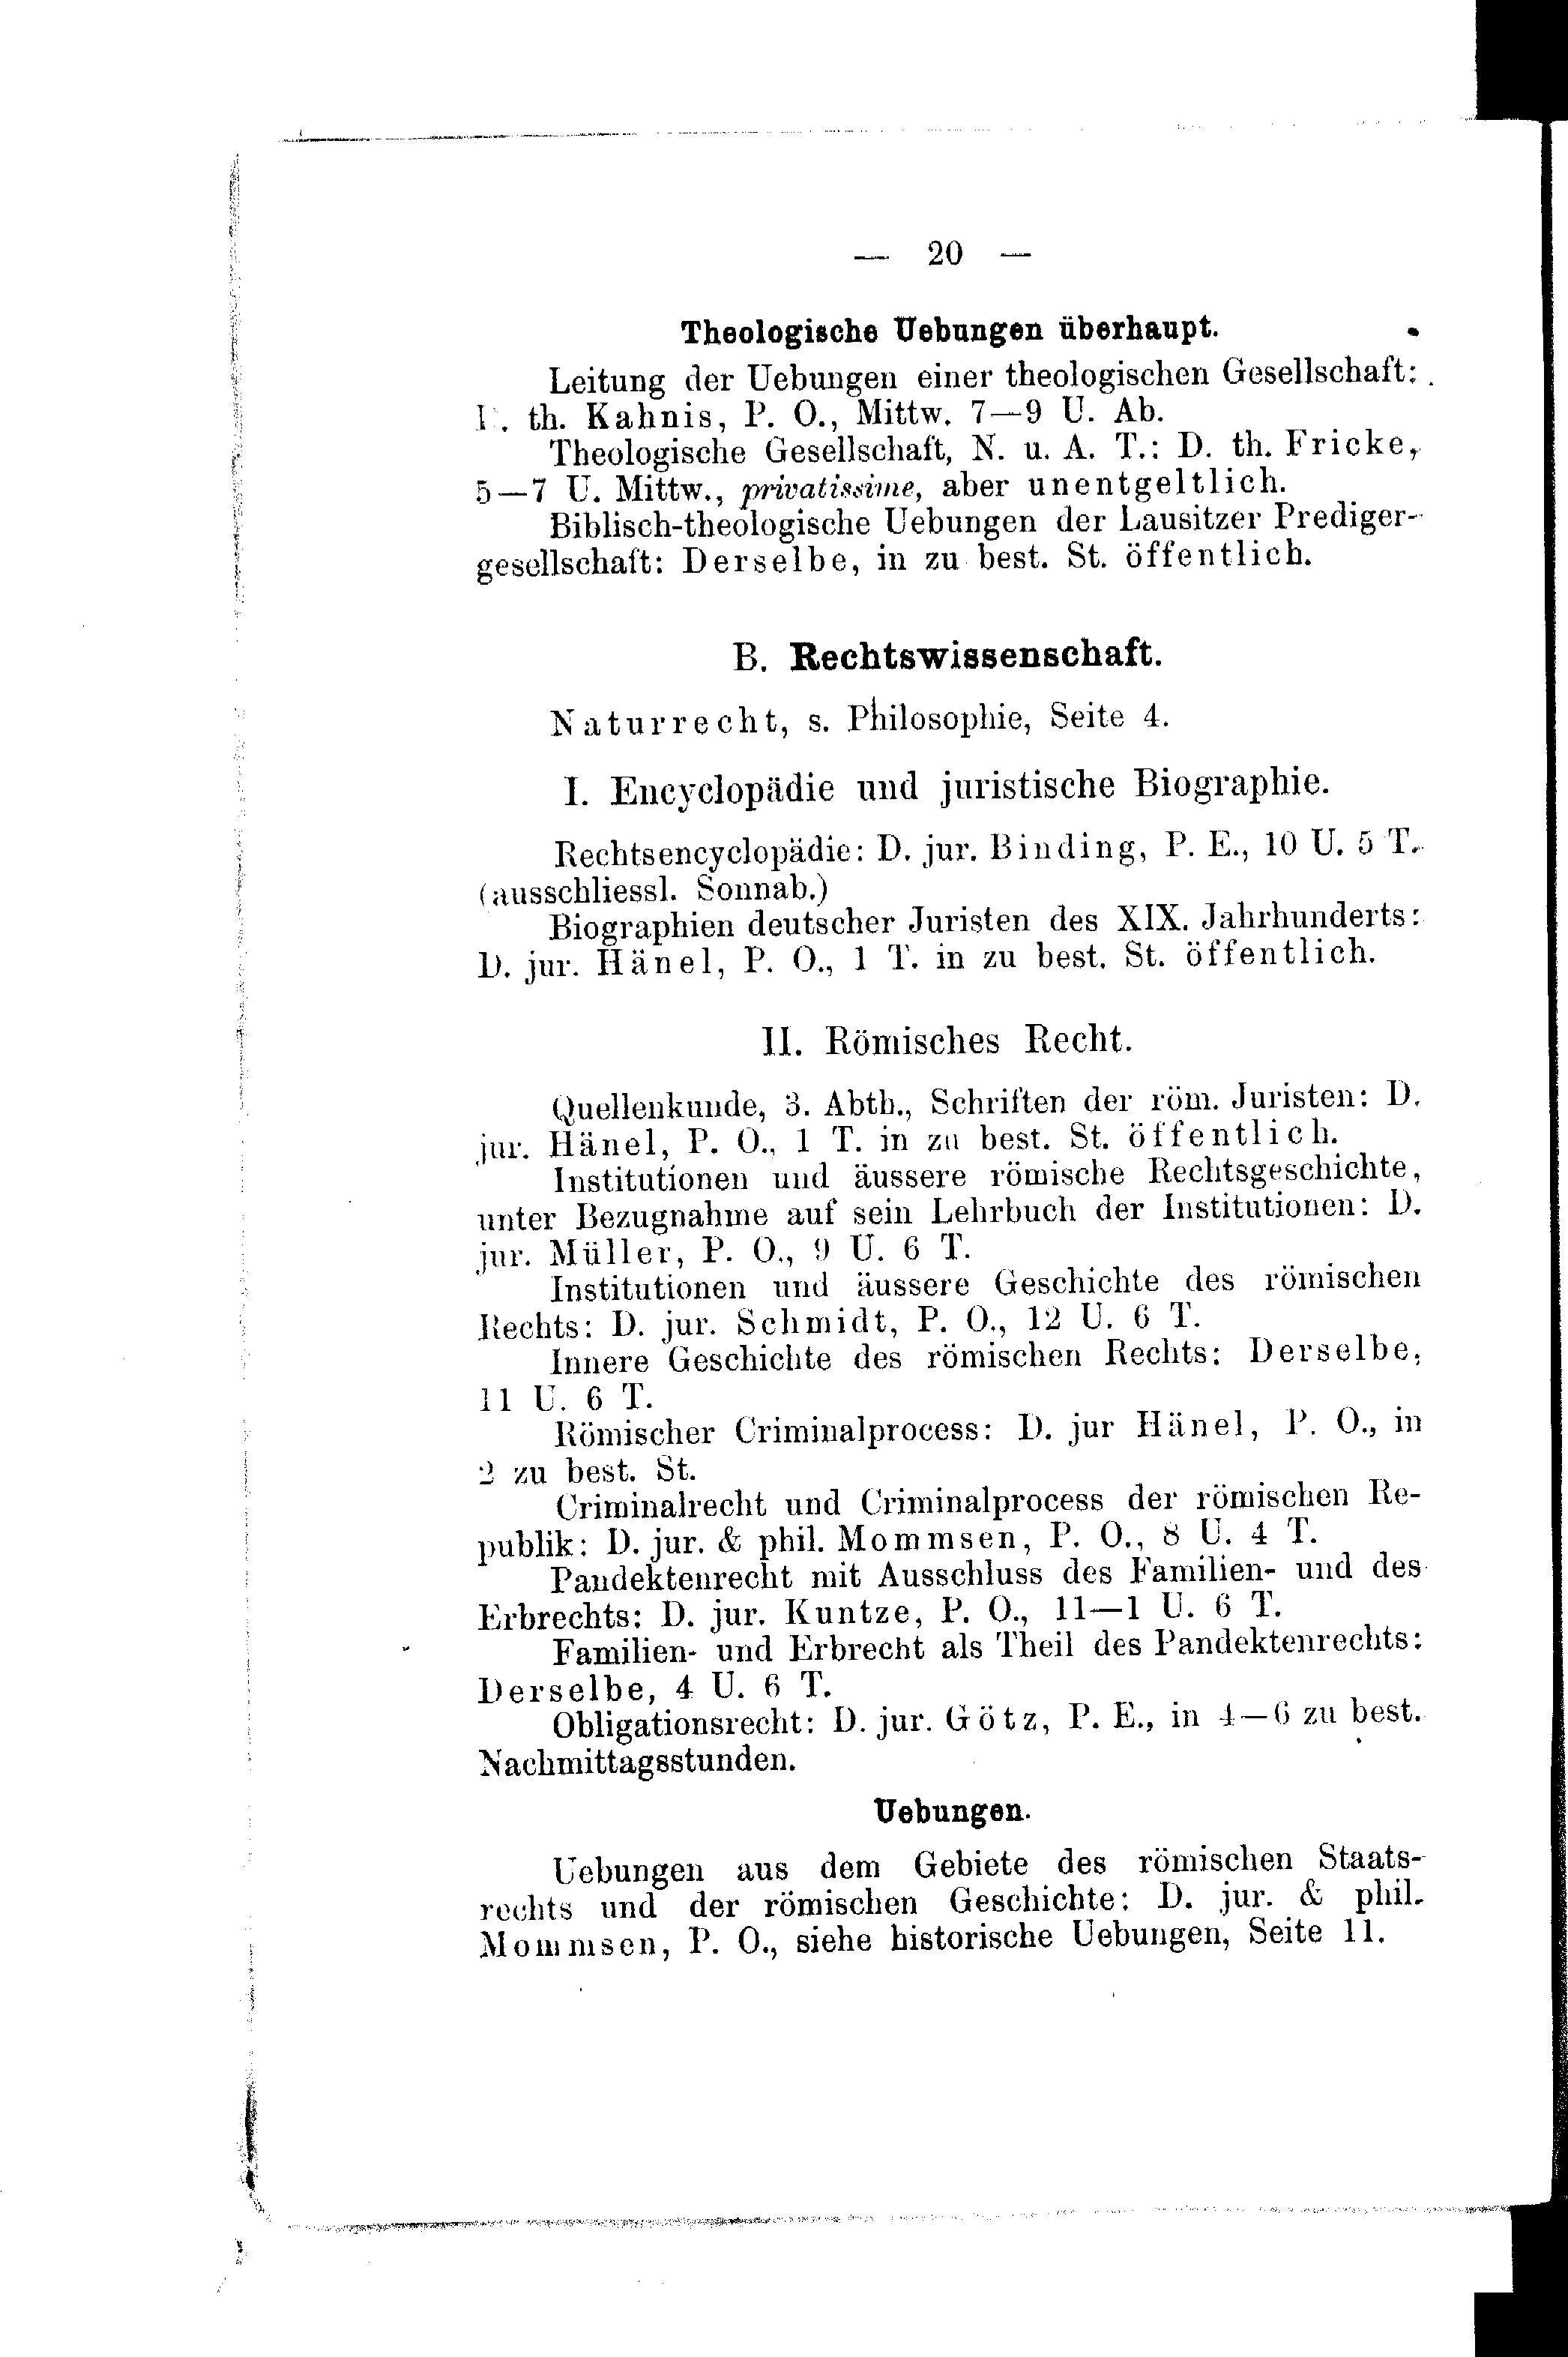 — 20 —
Theologische Uebungen überhaupt.
Leitung der Uebungen einer theologischen Gesellschaft:
D. th. Kahnis, P. O., Mittw. 7—9 U. Ab.
Theologische Gesellschaft, N. u. A. T.: D. th. Fricke,
5—7 U. Mittw., privatissime, aber unentgeltlich.
Biblisch-theologische Uebungen der Lausitzer Prediger-
gesellschaft: Derselbe, in zu best. St. öffentlich.
B. Rechtswissenschaft.
Naturrecht, s. Philosophie, Seite 4.
I. Encyclopädie und juristische Biographie.
Rechtsencyclopädie: D. jur. Binding, P. E., 10 U. 5 T.
(ausschliessl. Sonnab.)
Biographien deutscher Juristen des XIX. Jahrhunderts:
D. jur. Hänel, P. O., 1 T. in zu best. St. öffentlich.
II. Römisches Recht.
Quellenkunde, 3. Abth., Schriften der röm. Juristen: D.
jur. Hänel, P. O., 1 T. in zu best. St. öffentlich.
Institutionen und äussere römische Rechtsgeschichte,
unter Bezugnahme auf sein Lehrbuch der Institutionen: D.
jur. Müller, P. O., 9 U. 6 T.
Institutionen und äussere Geschichte des römischen
Rechts: D. jur. Schmidt, P. O., 12 U. 6 T.
Innere Geschichte des römischen Rechts: Derselbe,
11 U. 6 T.
Römischer Criminalprocess: D. jur Hänel, P. O., in
2 zu best. St.
Criminalrecht und Criminalprocess der römischen Re-
publik: D. jur. & phil. Mommsen, P. O., 8 U. 4 T.
Pandektenrecht mit Ausschluss des Familien- und des
Erbrechts: D. jur. Kuntze, P. O., 11—1 U. 6 T.
Familien- und Erbrecht als Theil des Pandektenrechts:
Derselbe, 4 U. 6 T.
Obligationsrecht: D. jur. Götz, P. E., in 4—6 zu best.
Nachmittagsstunden.
Uebungen.
Uebungen aus dem Gebiete des römischen Staats-
rechts und der römischen Geschichte: D. jur. & phil.
Mommsen, P. O., siehe historische Uebungen, Seite 11.